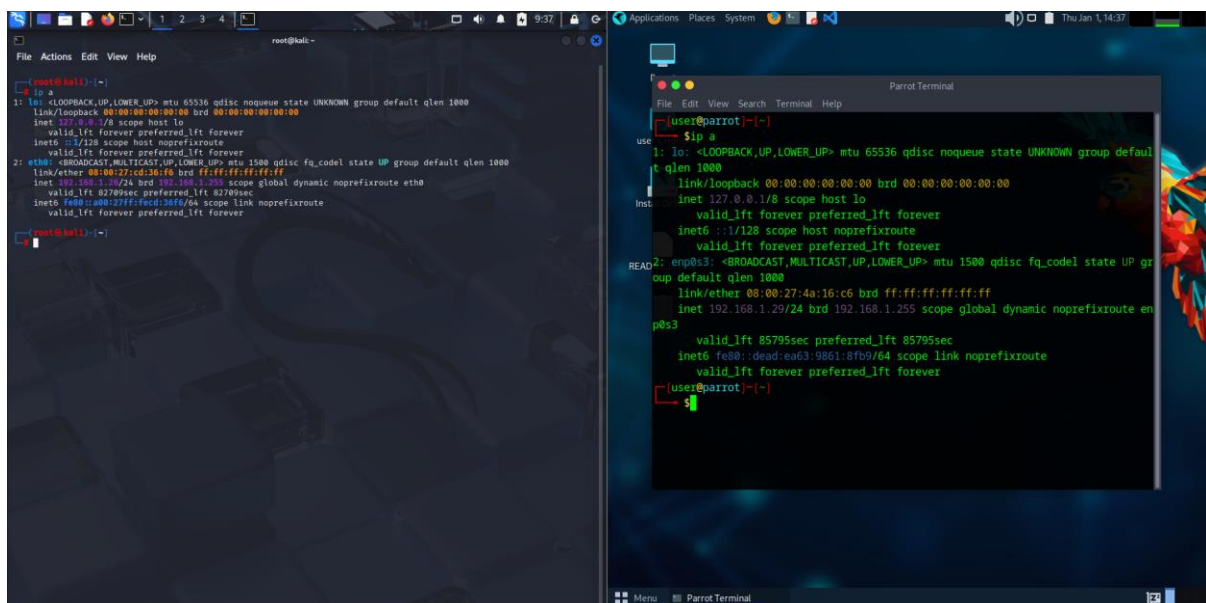 1 2 3 4
9:37
root@kali: ~
File Actions Edit View Help
(root@kali)-[~]
# ip a
1: lo: <LOOPBACK,UP,LOWER_UP> mtu 65536 qdisc noqueue state UNKNOWN group default qlen 1000
link/loopback 00:00:00:00:00:00 brd 00:00:00:00:00:00
inet 127.0.0.1/8 scope host lo
valid_lft forever preferred_lft forever
inet6 ::1/128 scope host noprefixroute
valid_lft forever preferred_lft forever
2: eth0: <BROADCAST,MULTICAST,UP,LOWER_UP> mtu 1500 qdisc fq_codel state UP group default qlen 1000
link/ether 08:00:27:cd:36:f6 brd ff:ff:ff:ff:ff:ff
inet 192.168.1.26/24 brd 192.168.1.255 scope global dynamic noprefixroute eth0
valid_lft 82709sec preferred_lft 82709sec
inet6 fe80::a00:27ff:fecd:36f6/64 scope link noprefixroute
valid_lft forever preferred_lft forever
(root@kali)-[~]
#
Applications Places System
Thu Jan 1, 14:37
Parrot Terminal
File Edit View Search Terminal Help
[user@parrot]-[~]
$ip a
1: lo: <LOOPBACK,UP,LOWER_UP> mtu 65536 qdisc noqueue state UNKNOWN group defaul
t qlen 1000
link/loopback 00:00:00:00:00:00 brd 00:00:00:00:00:00
inet 127.0.0.1/8 scope host lo
valid_lft forever preferred_lft forever
inet6 ::1/128 scope host noprefixroute
valid_lft forever preferred_lft forever
2: enp0s3: <BROADCAST,MULTICAST,UP,LOWER_UP> mtu 1500 qdisc fq_codel state UP gr
oup default qlen 1000
link/ether 08:00:27:4a:16:c6 brd ff:ff:ff:ff:ff:ff
inet 192.168.1.29/24 brd 192.168.1.255 scope global dynamic noprefixroute en
p0s3
valid_lft 85795sec preferred_lft 85795sec
inet6 fe80::dead:ea63:9861:8fb9/64 scope link noprefixroute
valid_lft forever preferred_lft forever
[user@parrot]-[~]
$
use
Inst
READ
Menu Parrot Terminal